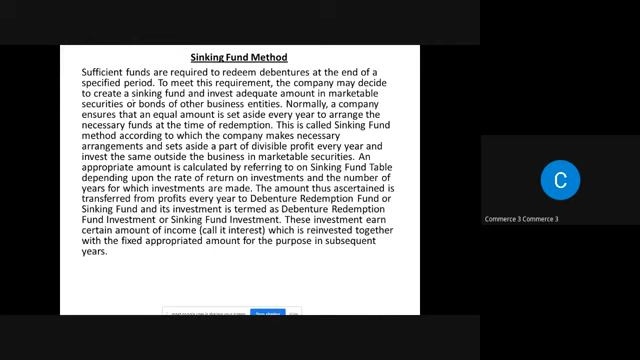 Sinking Fund Method
Sufficient funds are required to redeem debentures at the end of a
specified period. To meet this requirement, the company may decide
to create a sinking fund and invest adequate amount in marketable
securities or bonds of other business entities. Normally, a company
ensures that an equal amount is set aside every year to arrange the
necessary funds at the time of redemption. This is called Sinking Fund
method according to which the company makes necessary
arrangements and sets aside a part of divisible profit every year and
invest the same outside the business in marketable securities. An
appropriate amount is calculated by referring to on Sinking Fund Table
depending upon the rate of return on investments and the number of
years for which investments are made. The amount thus ascertained is
transferred from profits every year to Debenture Redemption Fund or
Sinking Fund and its investment is termed as Debenture Redemption
Fund Investment or Sinking Fund Investment. These investment earn
certain amount of income (call it interest) which is reinvested together
with the fixed appropriated amount for the purpose in subsequent
years.
C
Commerce 3 Commerce 3